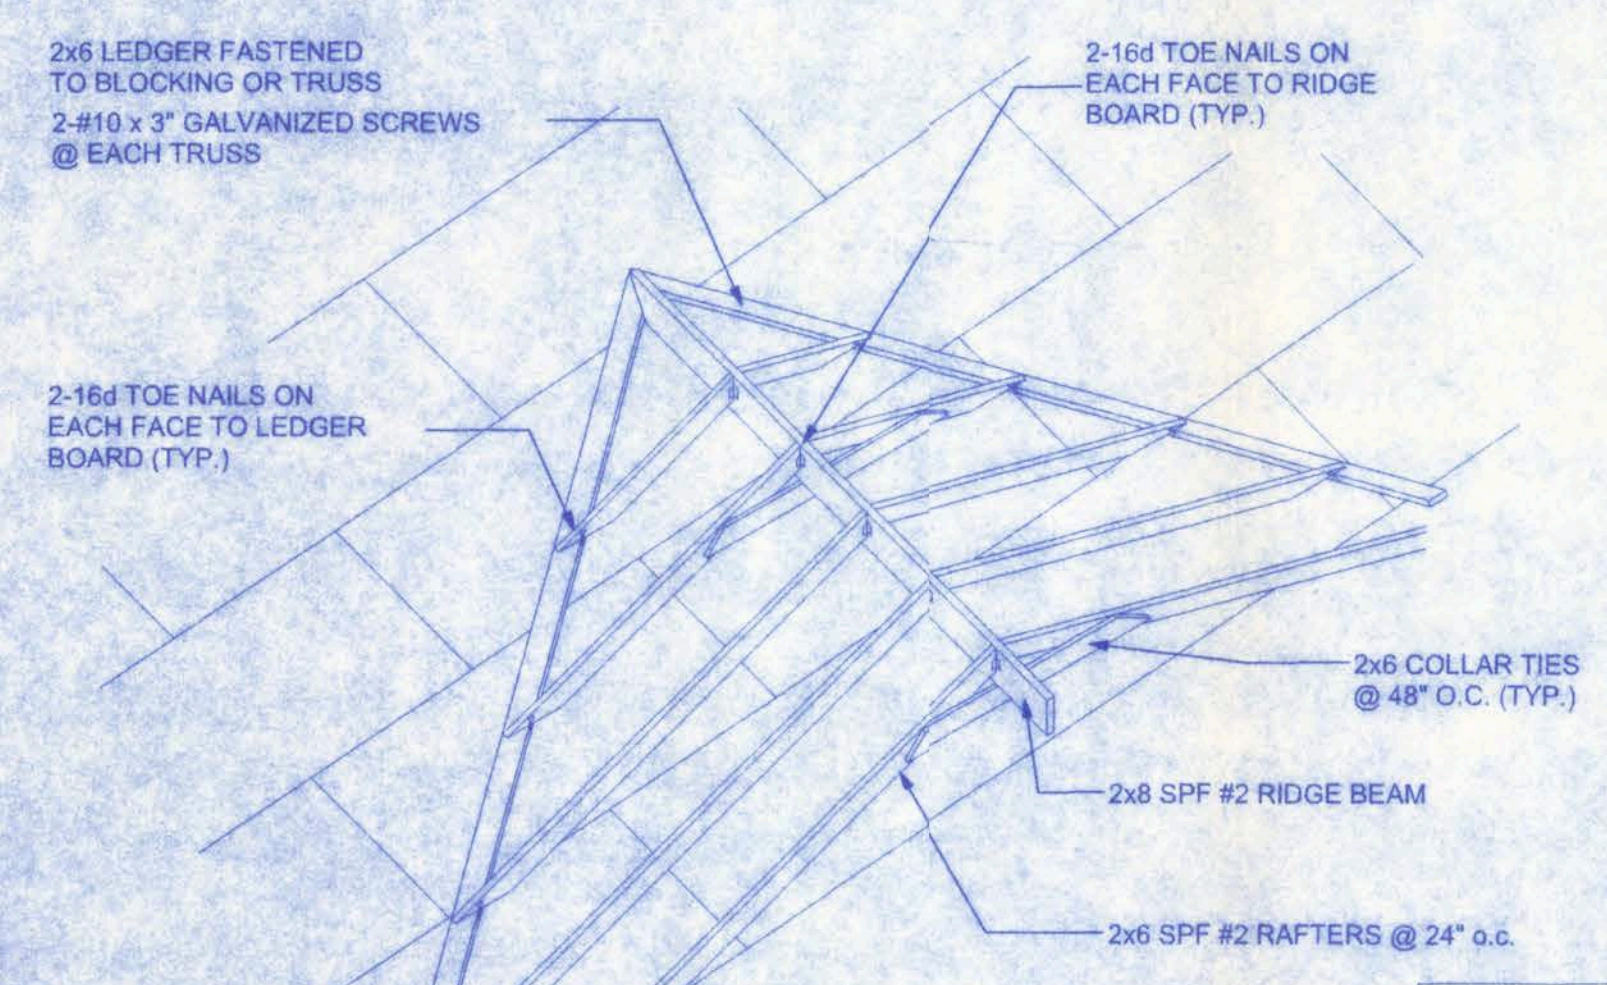 2x6 LEDGER FASTENED
TO BLOCKING OR TRUSS
2-#10 x 3" GALVANIZED SCREWS
@ EACH TRUSS
2-16d TOE NAILS ON
EACH FACE TO RIDGE
BOARD (TYP.)
2-16d TOE NAILS ON
EACH FACE TO LEDGER
BOARD (TYP.)
2x6 COLLAR TIES
@ 48" O.C. (TYP.)
2x8 SPF #2 RIDGE BEAM
2x6 SPF #2 RAFTERS @ 24" o.c.